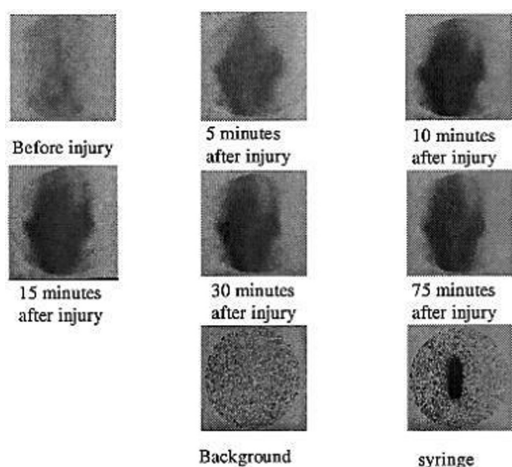 Before injury
5 minutes
after injury
10 minutes
after injury
15 minutes
after injury
30 minutes
after injury
75 minutes
after injury
Background
syringe